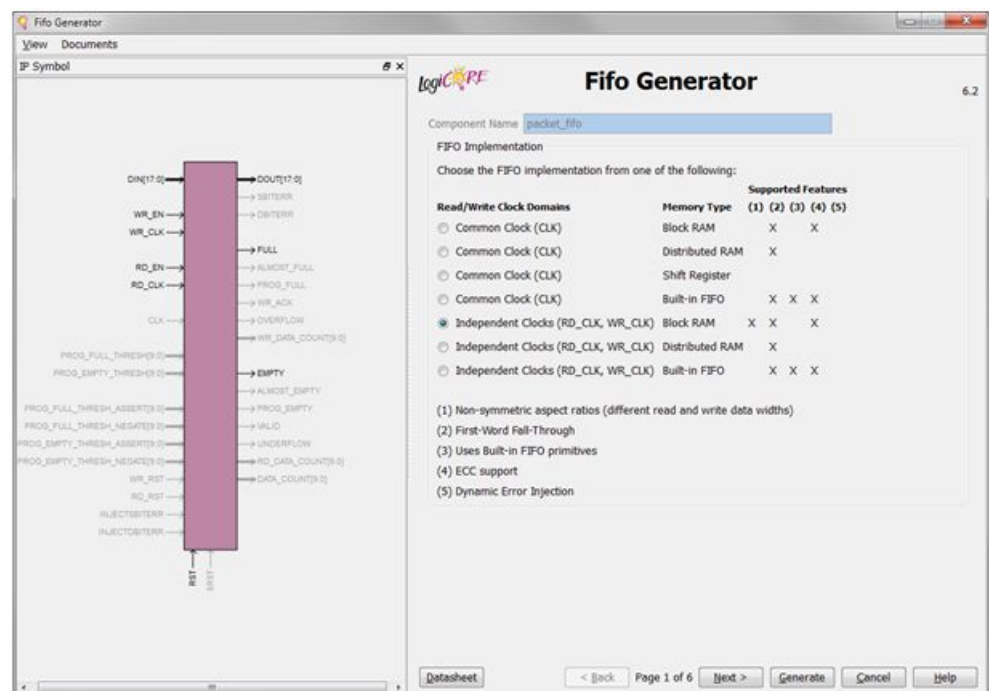 Fifo Generator
View Documents
IP Symbol
DIN[17:0]
WR_EN
WR_CLK
RD_EN
RD_CLK
CLK
PROG_FULL_THRESH[9:0]
PROG_EMPTY_THRESH[9:0]
PROG_FULL_THRESH_ASSERT[9:0]
PROG_FULL_THRESH_NEGATE[9:0]
PROG_EMPTY_THRESH_ASSERT[9:0]
PROG_EMPTY_THRESH_NEGATE[9:0]
WR_RST
RD_RST
INJECTSBITERR
INJECTDBITERR
DOUT[17:0]
SBITERR
DBITERR
FULL
ALMOST_FULL
PROG_FULL
WR_ACK
OVERFLOW
WR_DATA_COUNT[9:0]
EMPTY
ALMOST_EMPTY
PROG_EMPTY
VALID
UNDERFLOW
RD_DATA_COUNT[9:0]
DATA_COUNT[9:0]
RST
SRST
LogiCORE
Fifo Generator
6.2
Component Name packet_fifo
FIFO Implementation
Choose the FIFO implementation from one of the following:
Supported Features
Read/Write Clock Domains Memory Type (1) (2) (3) (4) (5)
Common Clock (CLK) Block RAM X X
Common Clock (CLK) Distributed RAM X
Common Clock (CLK) Shift Register
Common Clock (CLK) Built-in FIFO X X X
Independent Clocks (RD_CLK, WR_CLK) Block RAM X X X
Independent Clocks (RD_CLK, WR_CLK) Distributed RAM X
Independent Clocks (RD_CLK, WR_CLK) Built-in FIFO X X X
(1) Non-symmetric aspect ratios (different read and write data widths)
(2) First-Word Fall-Through
(3) Uses Built-in FIFO primitives
(4) ECC support
(5) Dynamic Error Injection
Datasheet < Back Page 1 of 6 Next > Generate Cancel Help